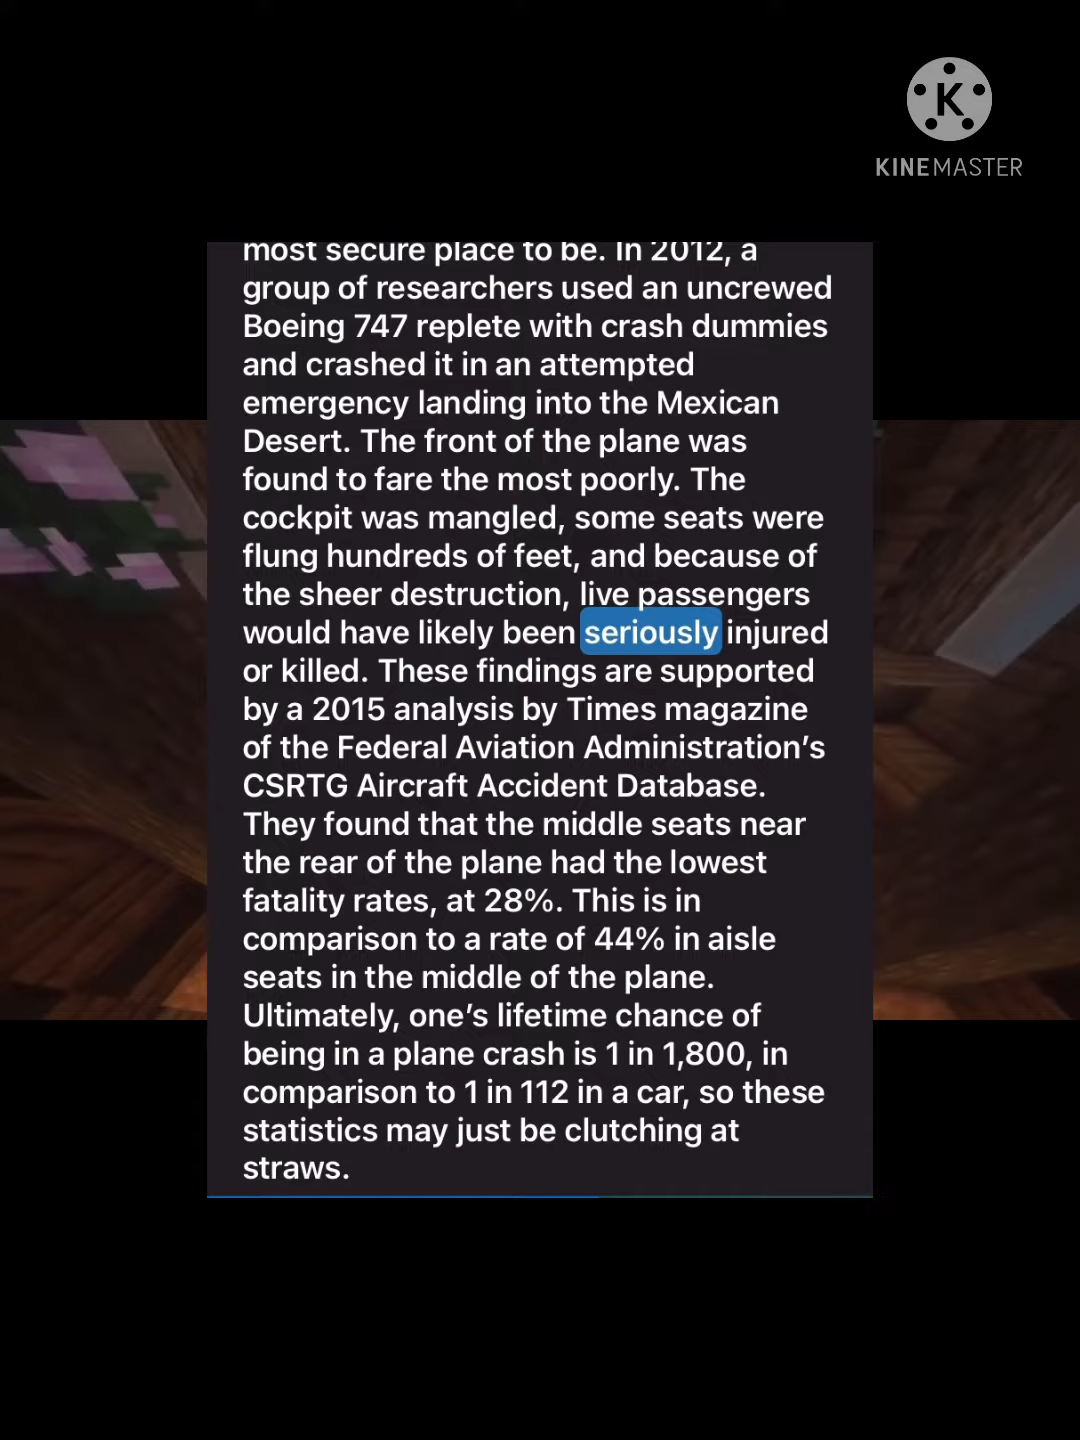 K
KINEMASTER
most secure place to be. In 2012, a
group of researchers used an uncrewed
Boeing 747 replete with crash dummies
and crashed it in an attempted
emergency landing into the Mexican
Desert. The front of the plane was
found to fare the most poorly. The
cockpit was mangled, some seats were
flung hundreds of feet, and because of
the sheer destruction, live passengers
would have likely been seriously injured
or killed. These findings are supported
by a 2015 analysis by Times magazine
of the Federal Aviation Administration’s
CSRTG Aircraft Accident Database.
They found that the middle seats near
the rear of the plane had the lowest
fatality rates, at 28%. This is in
comparison to a rate of 44% in aisle
seats in the middle of the plane.
Ultimately, one’s lifetime chance of
being in a plane crash is 1 in 1,800, in
comparison to 1 in 112 in a car, so these
statistics may just be clutching at
straws.